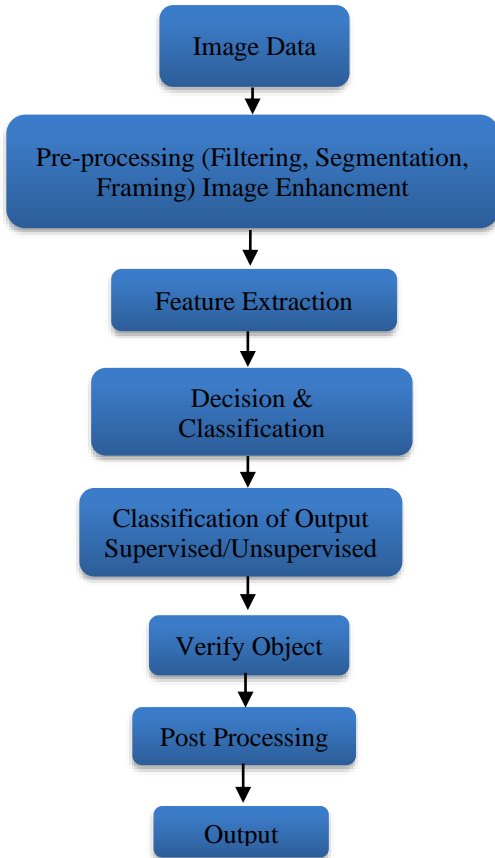 Image Data
Pre-processing (Filtering, Segmentation,
Framing) Image Enhancment
Feature Extraction
Decision &
Classification
Classification of Output
Supervised/Unsupervised
Verify Object
Post Processing
Output